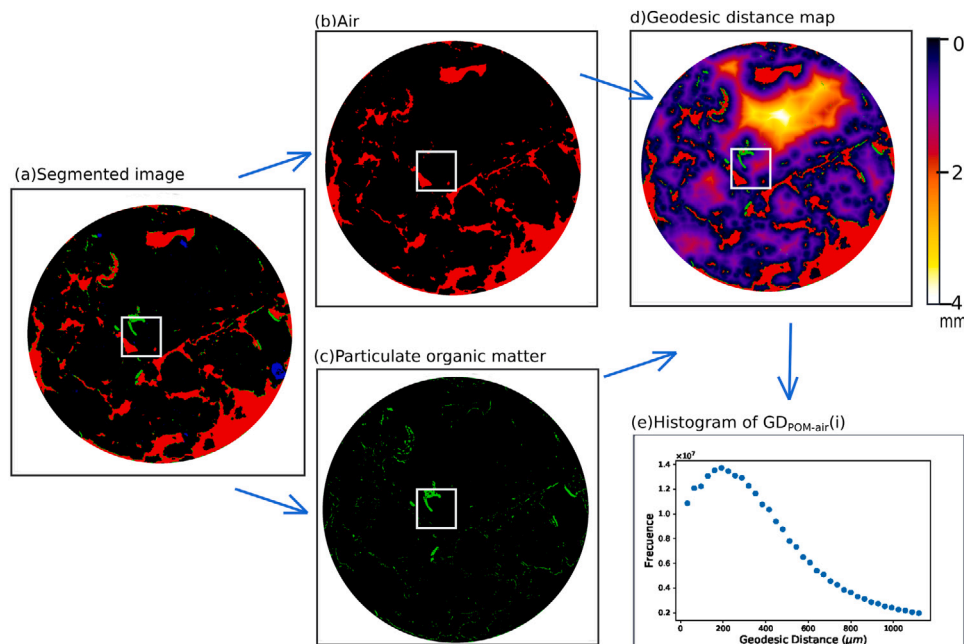 (b)Air
d)Geodesic distance map
0
2
4
mm
(a)Segmented image
(c)Particulate organic matter
(e)Histogram of GDPOM-air(i)
×10⁷
1.4
1.2
1.0
0.8
0.6
0.4
0.2
Frecuence
0
200
400
600
800
1000
Geodesic Distance (μm)